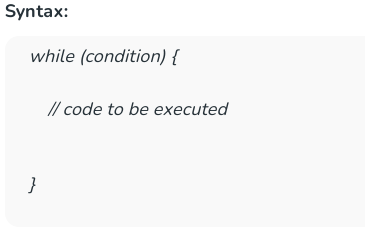 Syntax:
while (condition) {
// code to be executed
}